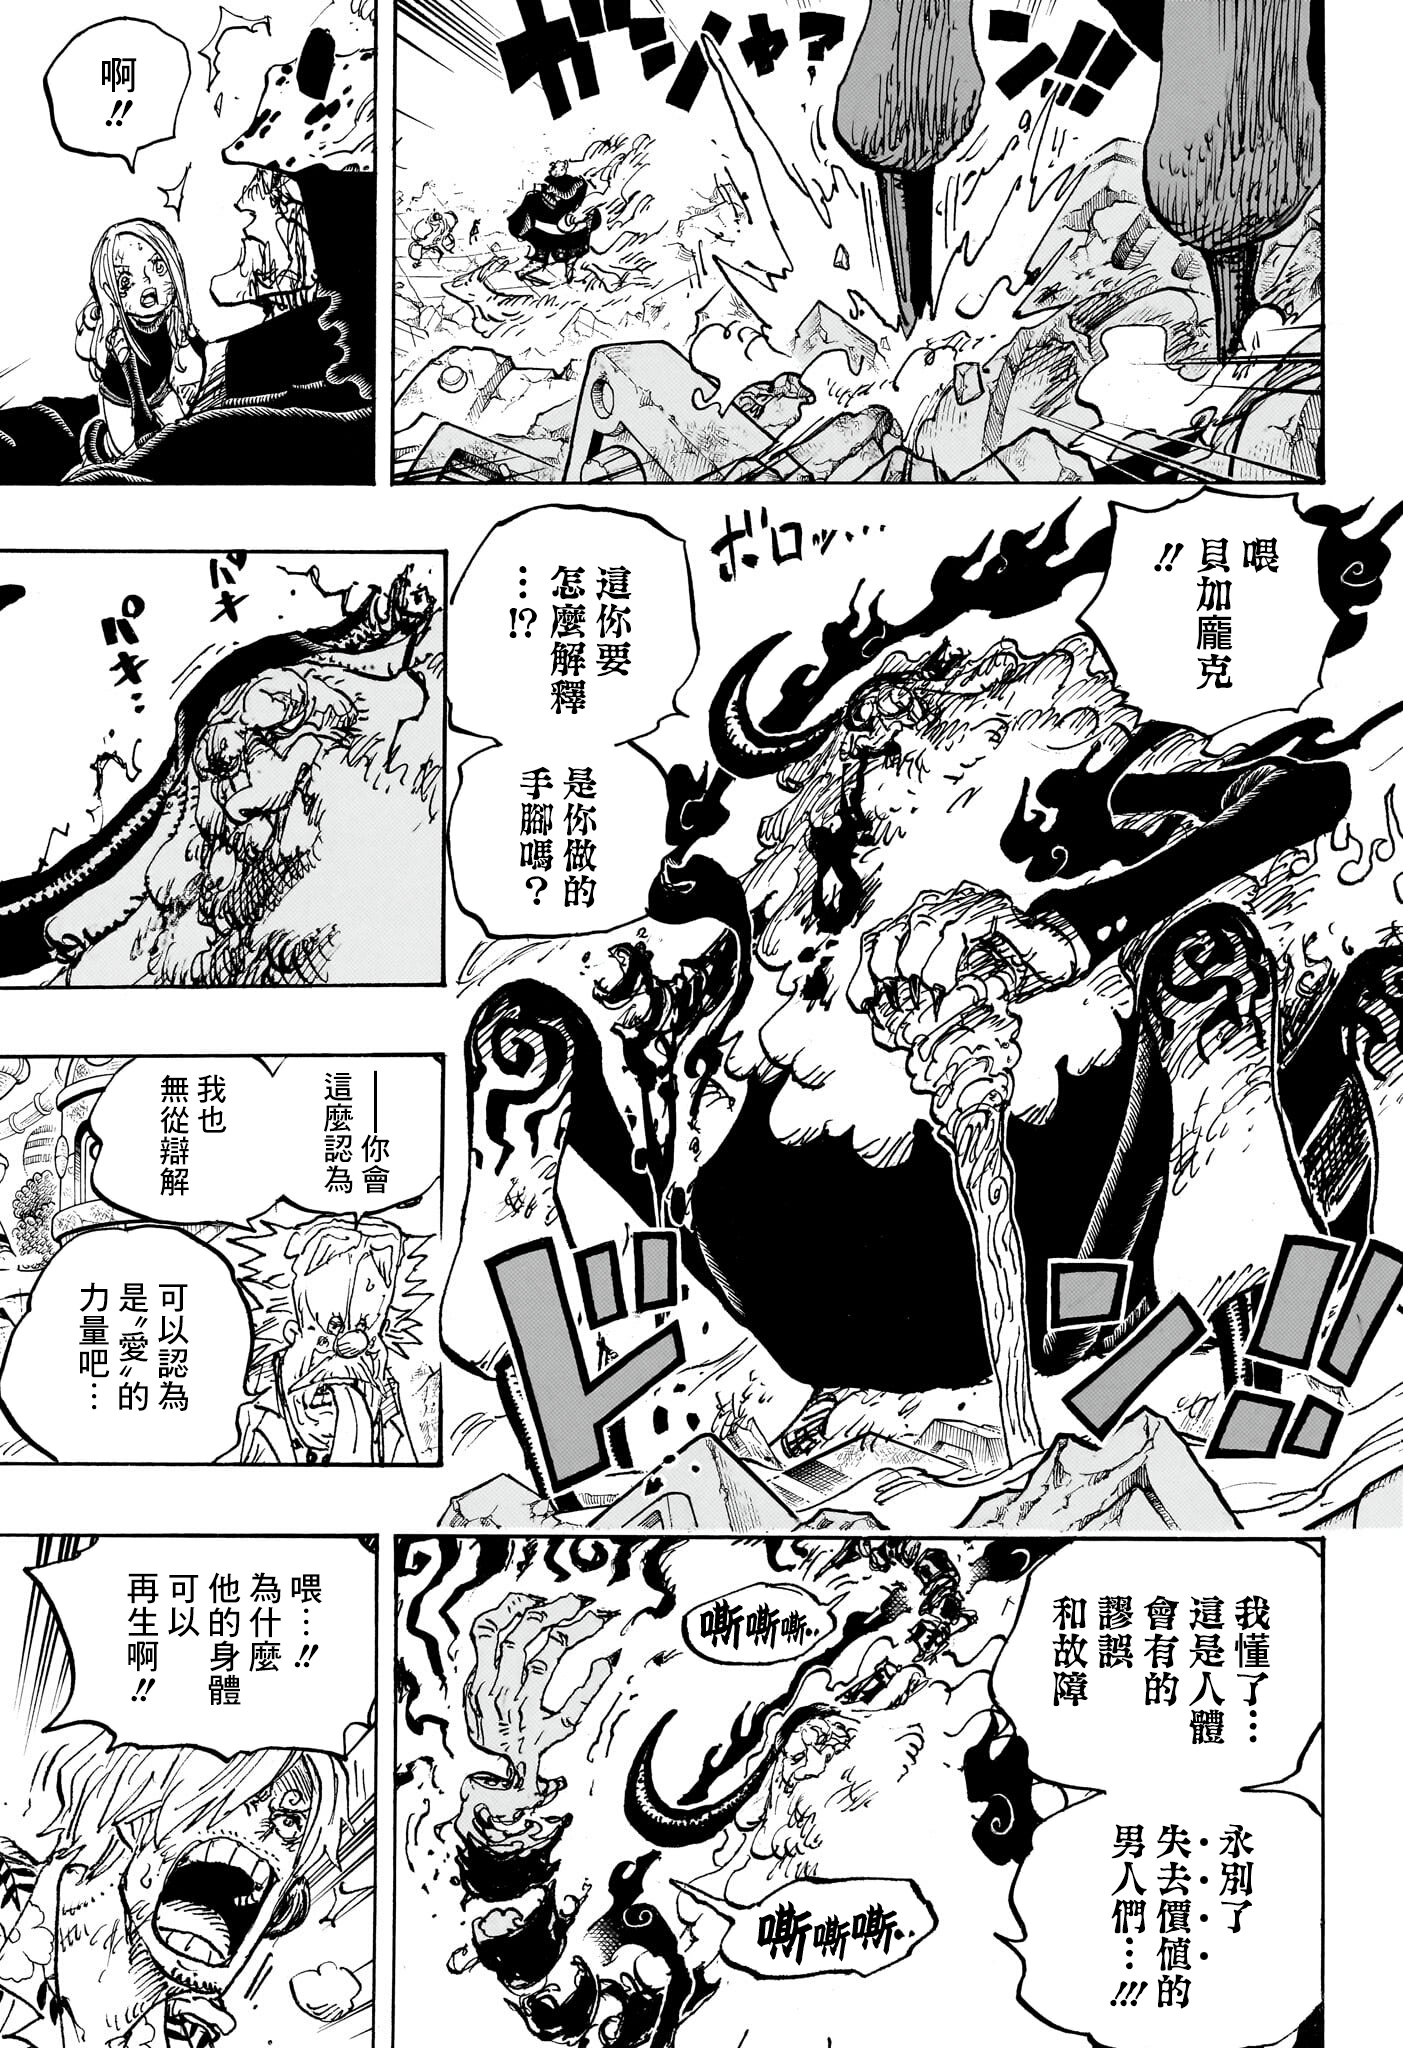 ガシャァン!!
啊!!
喂
貝加龐克!!
ボロッ…
這你要
怎麼解釋
…!?
是你做的
手腳嗎？
ドドン!!
パキ
パキ…
——你會
這麼認為
我也
無從辯解
可以認為
是〝愛〞的
力量吧…
我懂了…
這是人體
會有的
謬誤
和故障
永別了
失去價值的
男人們…!!!
嘶嘶嘶…
嘶嘶嘶…
喂…!!
為什麼
他的身體
可以
再生啊!!